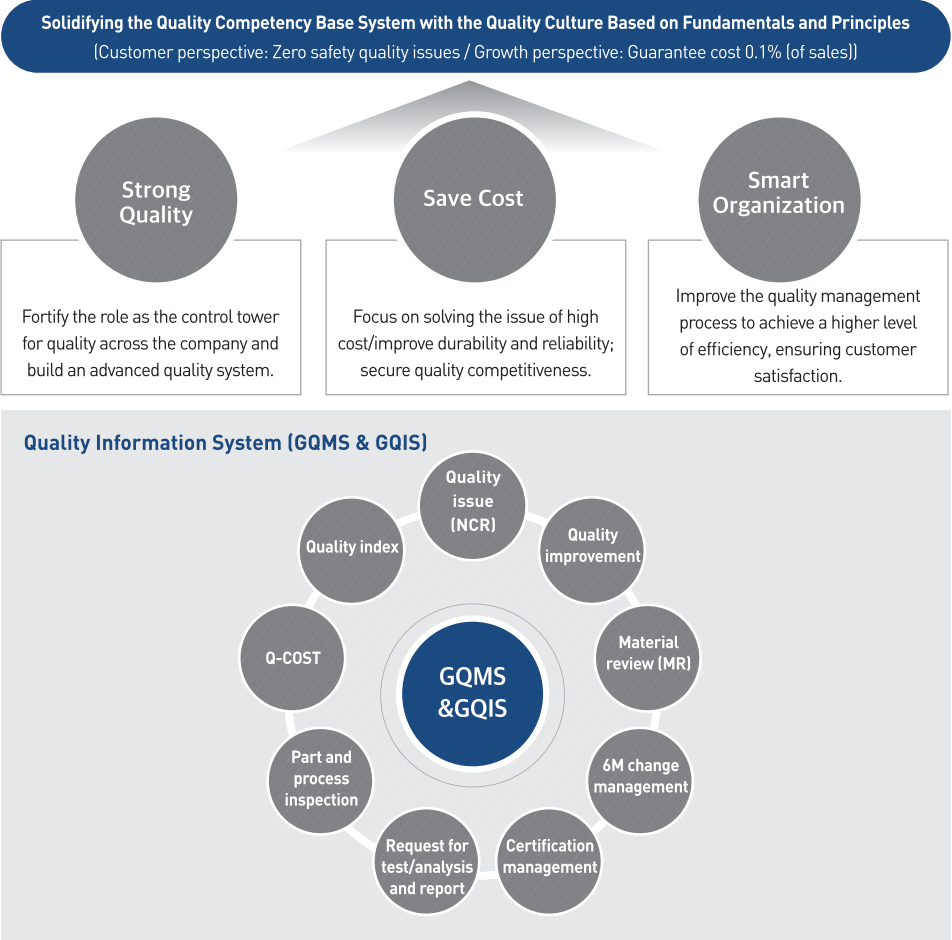 Solidifying the Quality Competency Base System with the Quality Culture Based on Fundamentals and Principles
(Customer perspective: Zero safety quality issues / Growth perspective: Guarantee cost 0.1% (of sales))
Strong
Quality
Fortify the role as the control tower
for quality across the company and
build an advanced quality system.
Save Cost
Focus on solving the issue of high
cost/improve durability and reliability;
secure quality competitiveness.
Smart
Organization
Improve the quality management
process to achieve a higher level
of efficiency, ensuring customer
satisfaction.
Quality Information System (GQMS & GQIS)
Quality
issue
(NCR)
Quality
improvement
Material
review (MR)
6M change
management
Certification
management
Request for
test/analysis
and report
Part and
process
inspection
Q-COST
Quality index
GQMS
&GQIS